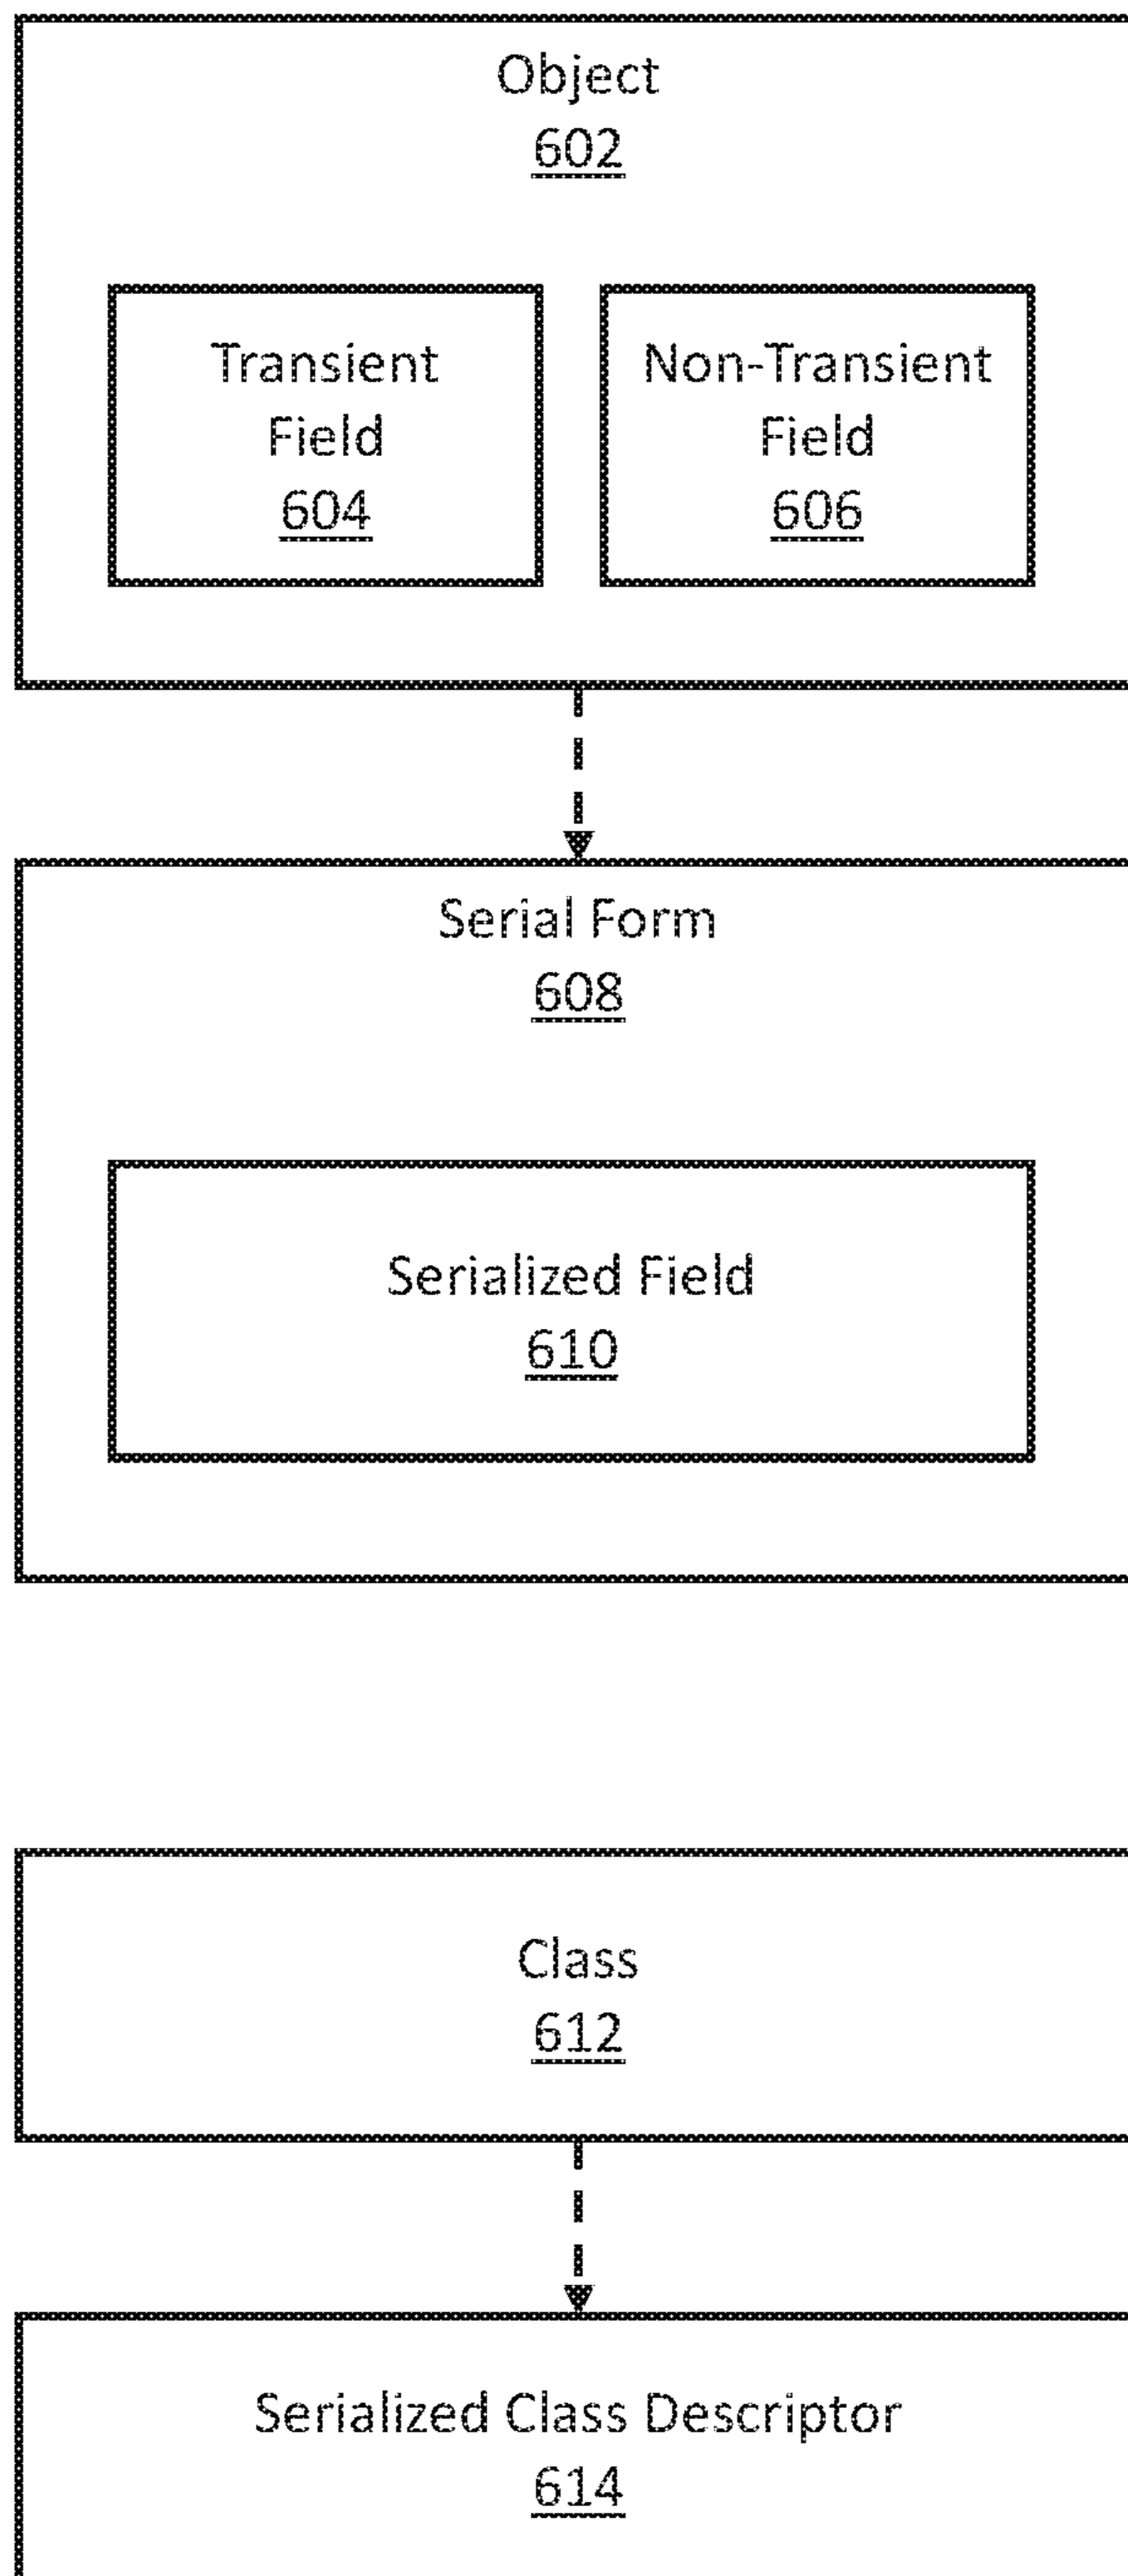 Object
602
Transient
Field
604
Non-Transient
Field
606
Serial Form
608
Serialized Field
610
Class
612
Serialized Class Descriptor
614